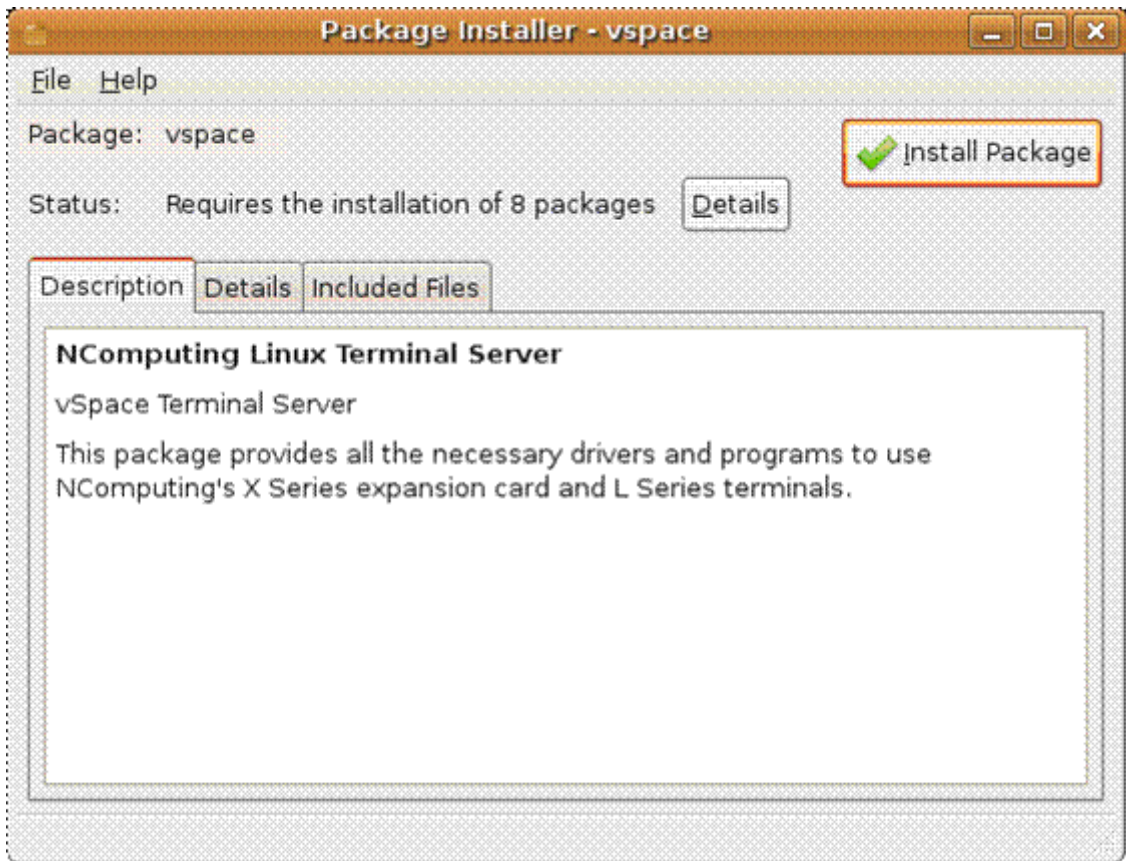 Package Installer - vspace
File Help
Package: vspace
Install Package
Status: Requires the installation of 8 packages Details
Description Details Included Files
NComputing Linux Terminal Server
vSpace Terminal Server
This package provides all the necessary drivers and programs to use
NComputing's X Series expansion card and L Series terminals.